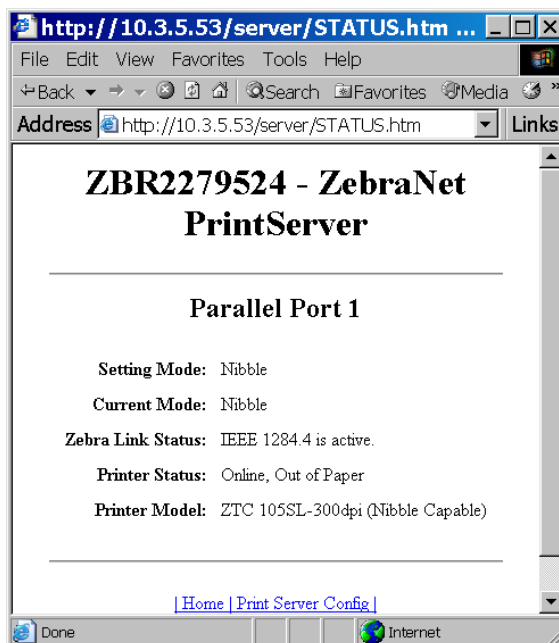 http://10.3.5.53/server/STATUS.htm ...
File Edit View Favorites Tools Help
Back Search Favorites Media »
Address http://10.3.5.53/server/STATUS.htm Links
ZBR2279524 - ZebraNet
PrintServer
Parallel Port 1
Setting Mode: Nibble
Current Mode: Nibble
Zebra Link Status: IEEE 1284.4 is active.
Printer Status: Online, Out of Paper
Printer Model: ZTC 105SL-300dpi (Nibble Capable)
| Home | Print Server Config |
Done Internet